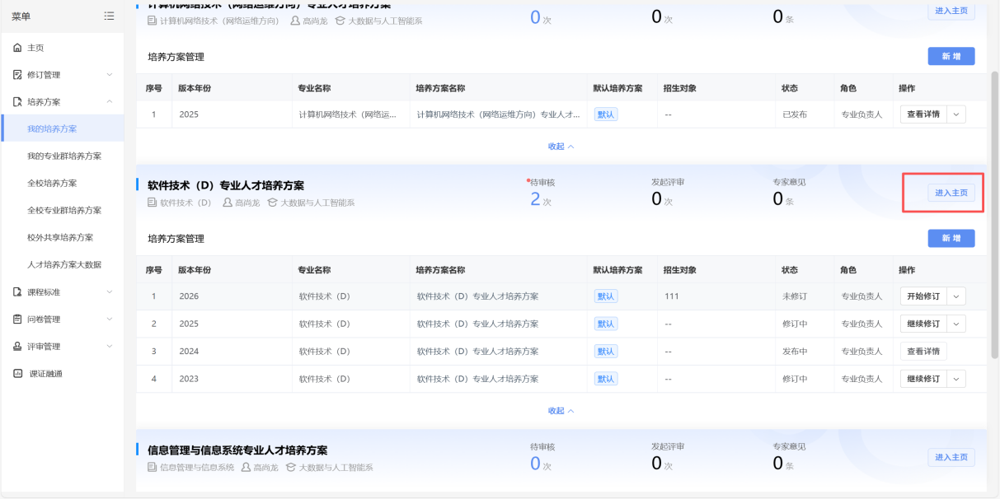 菜单
主页
修订管理
培养方案
我的培养方案
我的专业群培养方案
全校培养方案
全校专业群培养方案
校外共享培养方案
人才培养方案大数据
课程标准
问卷管理
评审管理
课证融通
计算机网络技术（网络运维方向）专业人才培养方案
计算机网络技术（网络运维方向） 高尚龙 大数据与人工智能系
0 次 0 次 0 条 进入主页
培养方案管理 新 增
序号 版本年份 专业名称 培养方案名称 默认培养方案 招生对象 状态 角色 操作
1 2025 计算机网络技术（网络运... 计算机网络技术（网络运维方向）专业人才... 默认 -- 已发布 专业负责人 查看详情
收起
软件技术（D）专业人才培养方案
软件技术（D） 高尚龙 大数据与人工智能系
待审核 发起评审 专家意见
2 次 0 次 0 条 进入主页
培养方案管理 新 增
序号 版本年份 专业名称 培养方案名称 默认培养方案 招生对象 状态 角色 操作
1 2026 软件技术（D） 软件技术（D）专业人才培养方案 默认 111 未修订 专业负责人 开始修订
2 2025 软件技术（D） 软件技术（D）专业人才培养方案 默认 -- 修订中 专业负责人 继续修订
3 2024 软件技术（D） 软件技术（D）专业人才培养方案 默认 -- 发布中 专业负责人 查看详情
4 2023 软件技术（D） 软件技术（D）专业人才培养方案 默认 -- 修订中 专业负责人 继续修订
收起
信息管理与信息系统专业人才培养方案
信息管理与信息系统 高尚龙 大数据与人工智能系
待审核 发起评审 专家意见
0 次 0 次 0 条 进入主页